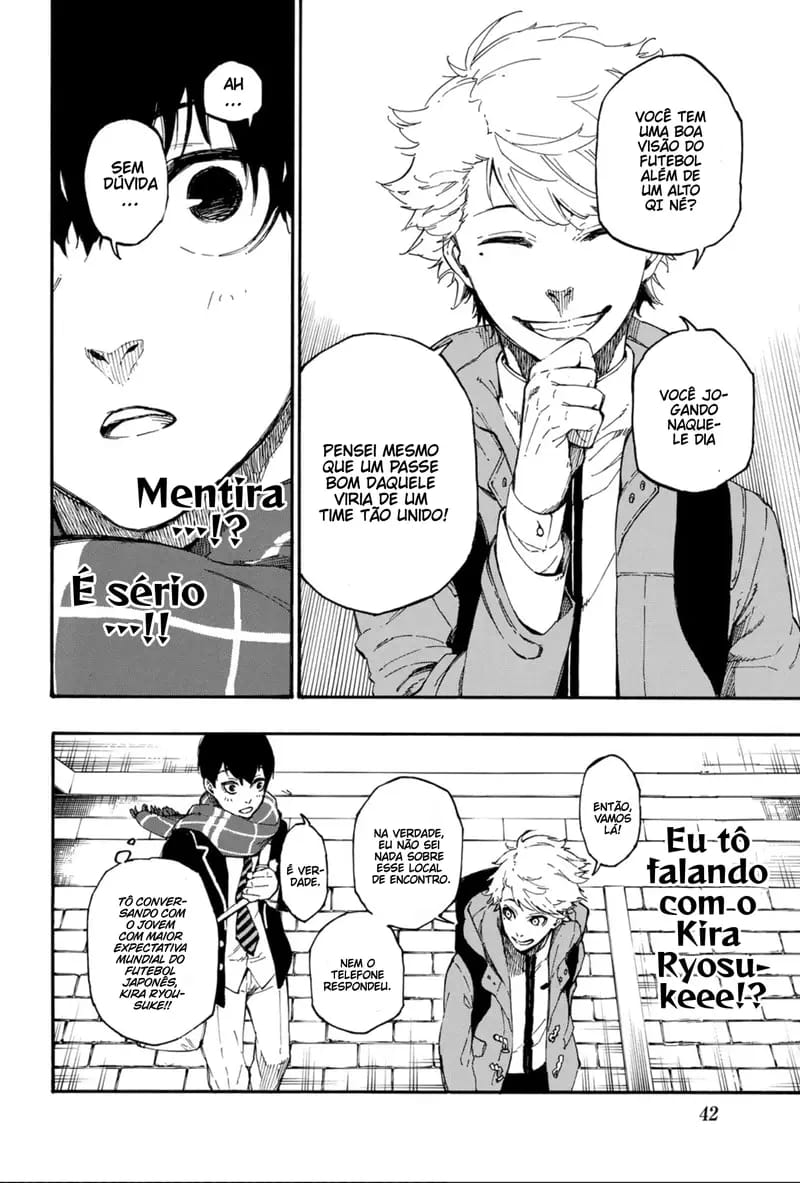 VOCÊ TEM
UMA BOA
VISÃO DO
FUTEBOL
ALÉM DE
UM ALTO
QI NÉ?
VOCÊ JO-
GANDO
NAQUE-
LE DIA
PENSEI MESMO
QUE UM PASSE
BOM DAQUELE
VIRIA DE UM
TIME TÃO UNIDO!
AH
...
SEM
DÚVIDA
...
Mentira
...!?
É sério
...!!
Eu tô
falando
com o
Kira
Ryosu-
keee!?
ENTÃO,
VAMOS
LÁ!
NA VERDADE,
EU NÃO SEI
NADA SOBRE
ESSE LOCAL
DE ENCONTRO.
NEM O
TELEFONE
RESPONDEU.
É VER-
DADE.
TÔ CONVER-
SANDO COM
O JOVEM
COM MAIOR
EXPECTATIVA
MUNDIAL DO
FUTEBOL
JAPONÊS,
KIRA RYOU-
SUKE!!
42